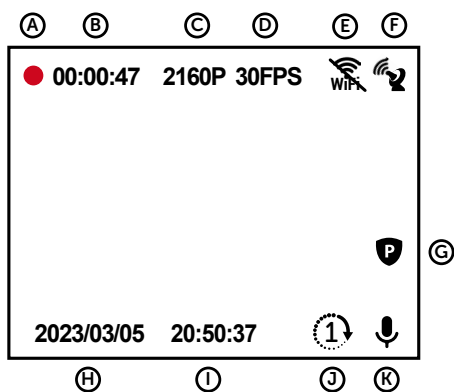 A B C D E F
00:00:47 2160P 30FPS WiFi
P G
2023/03/05 20:50:37 1
H I J K